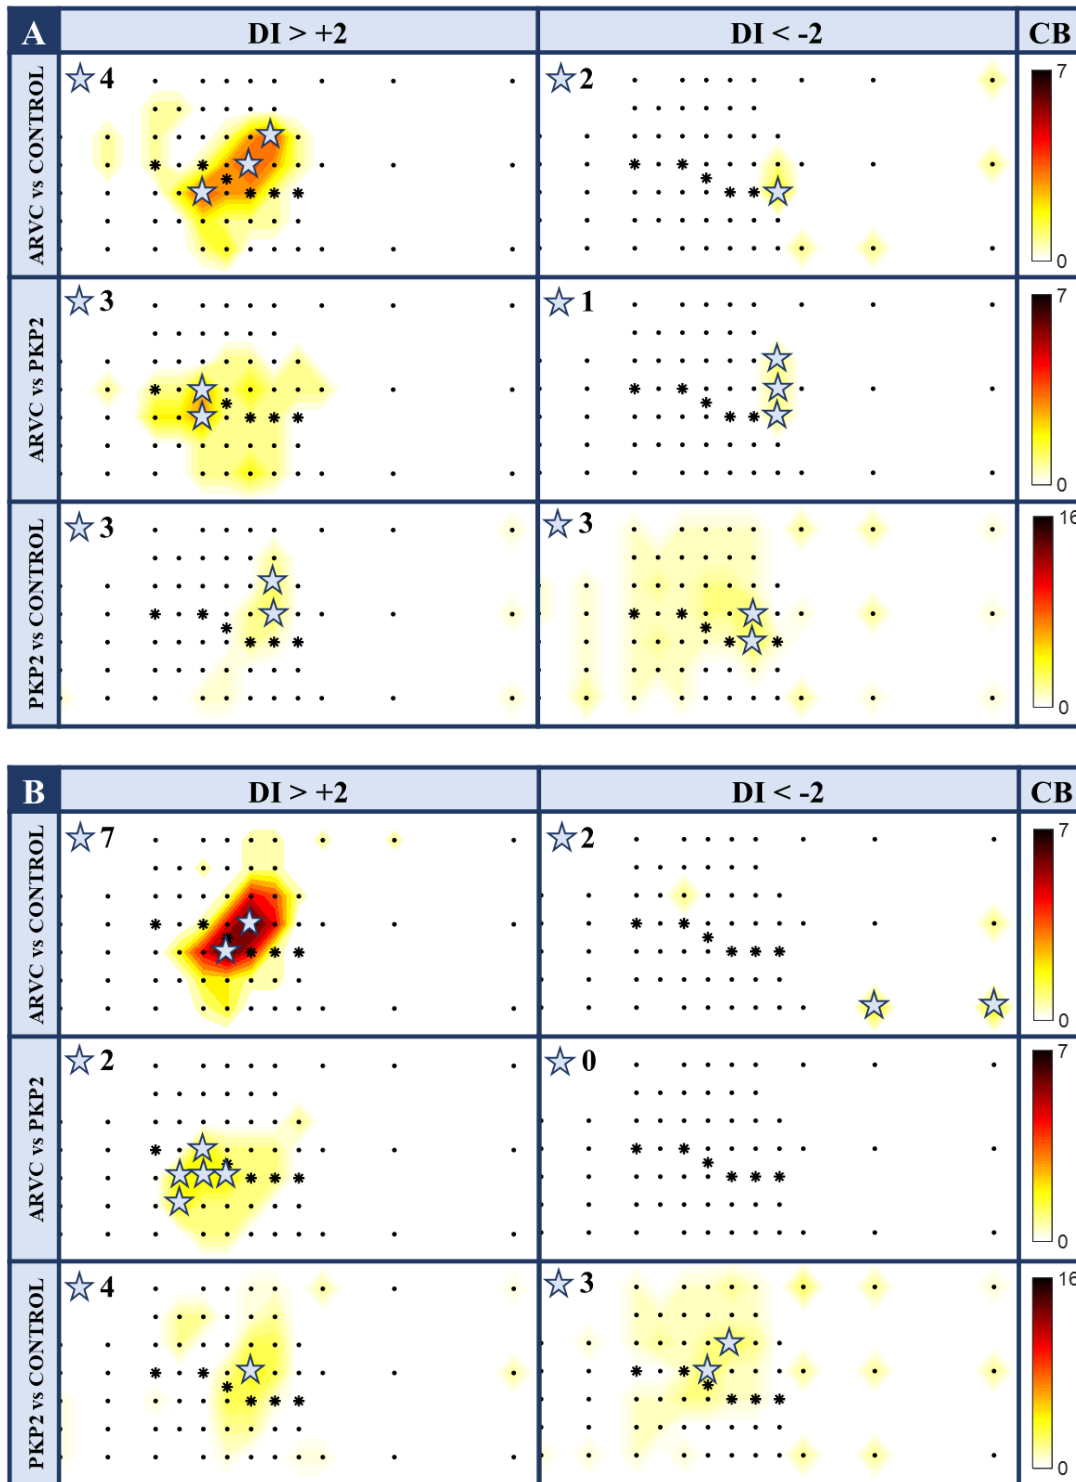 A DI > +2 DI < -2 CB
ARVC vs CONTROL 4 2 7
0
ARVC vs PKP2 3 1 7
0
PKP2 vs CONTROL 3 3 16
0
B DI > +2 DI < -2 CB
ARVC vs CONTROL 7 2 7
0
ARVC vs PKP2 2 0 7
0
PKP2 vs CONTROL 4 3 16
0